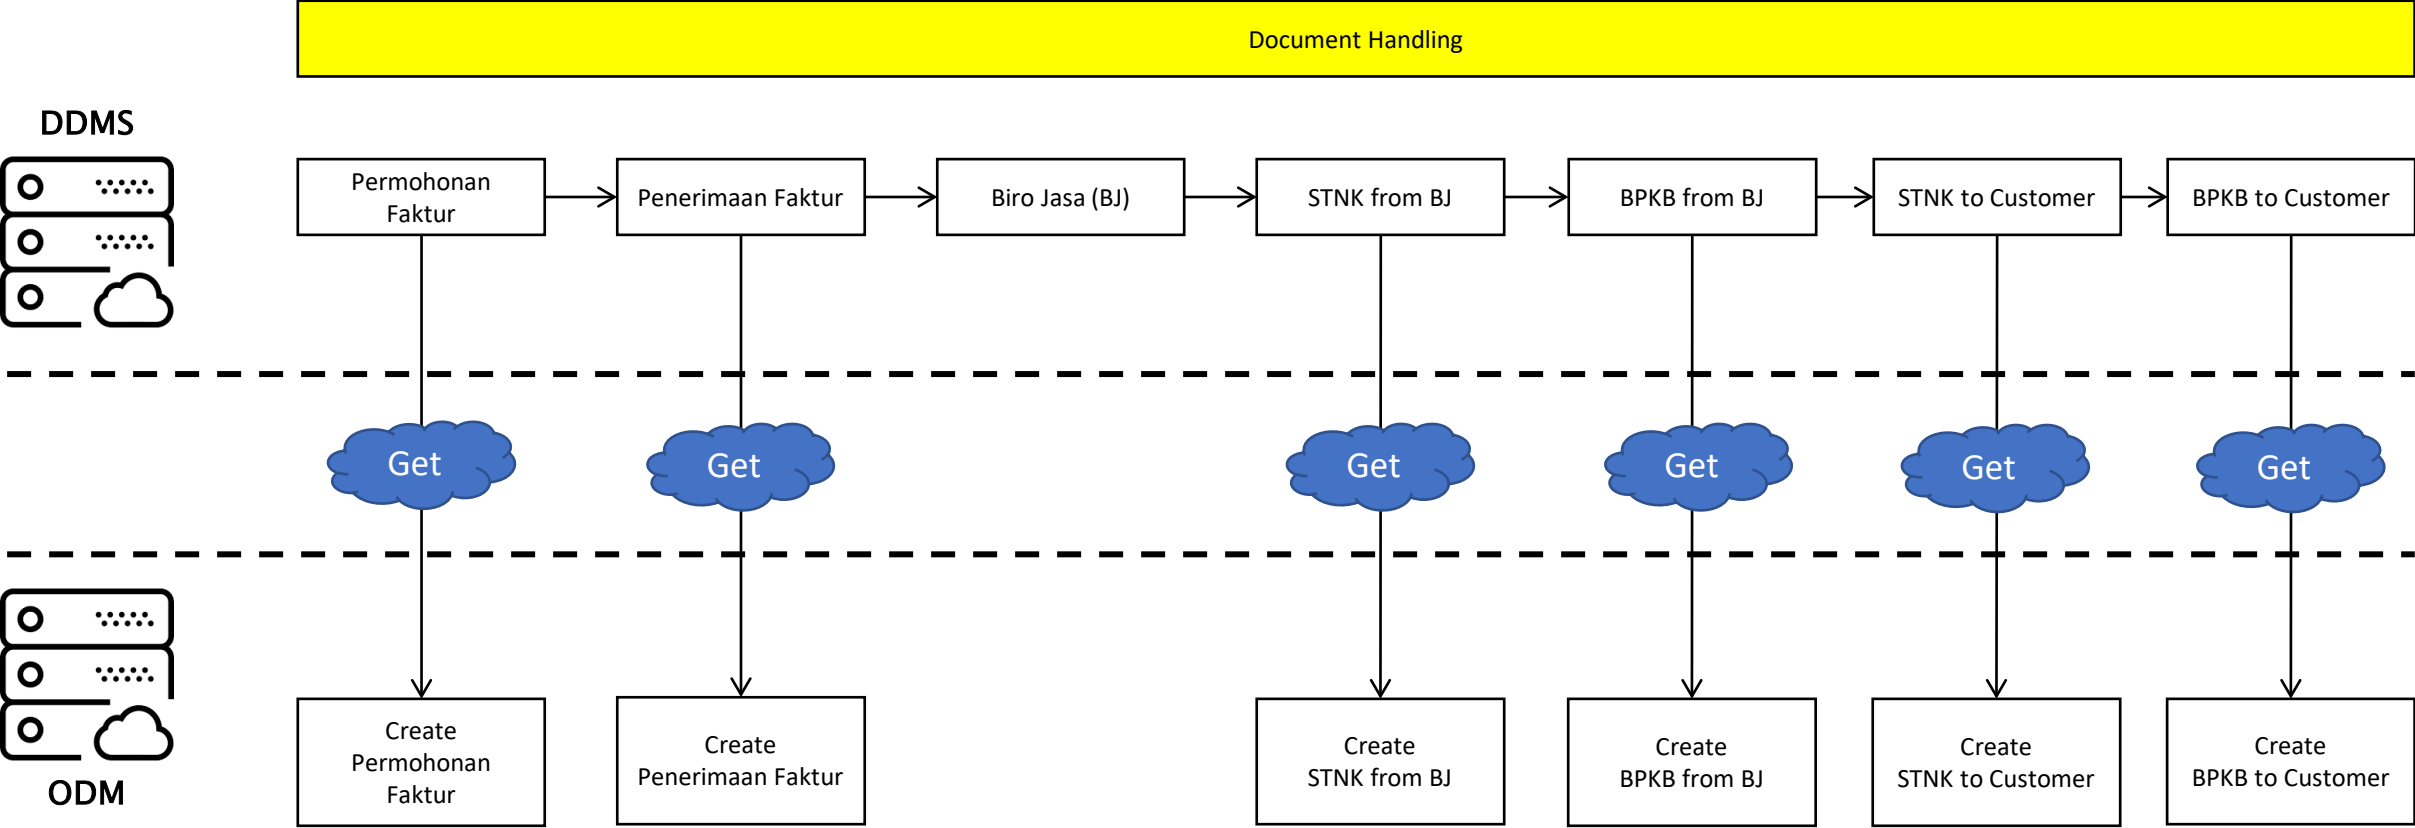 Document Handling
DDMS
Permohonan
Faktur
Penerimaan Faktur
Biro Jasa (BJ)
STNK from BJ
BPKB from BJ
STNK to Customer
BPKB to Customer
Get
Get
Get
Get
Get
Get
ODM
Create
Permohonan
Faktur
Create
Penerimaan Faktur
Create
STNK from BJ
Create
BPKB from BJ
Create
STNK to Customer
Create
BPKB to Customer